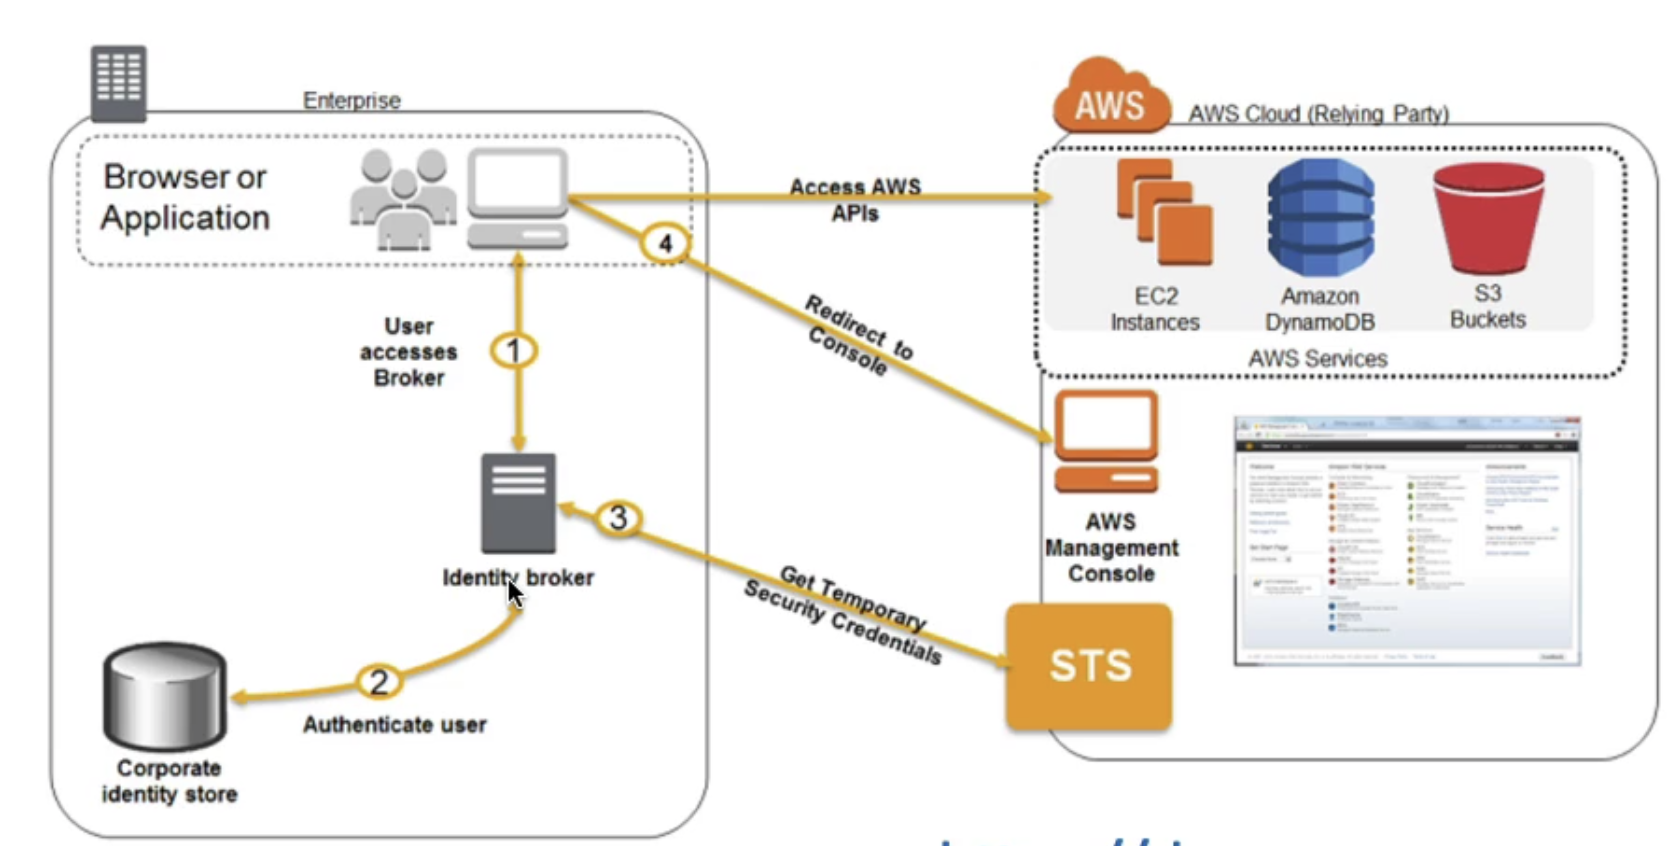 Enterprise
Browser or
Application
User
accesses
Broker
1
Identity broker
2
Authenticate user
Corporate
identity store
Access AWS
APIs
4
Redirect to
Console
3
Get Temporary
Security Credentials
AWS
AWS Cloud (Relying Party)
EC2
Instances
Amazon
DynamoDB
S3
Buckets
AWS Services
AWS
Management
Console
STS